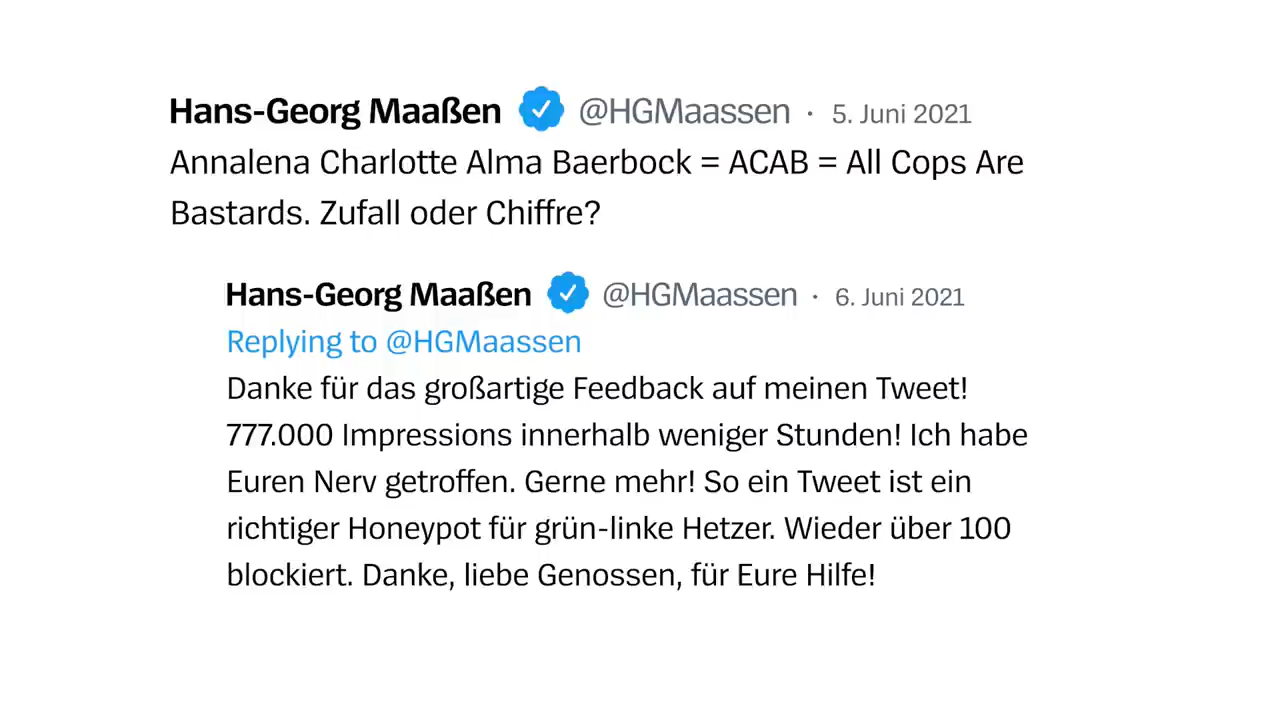 Hans-Georg Maaßen @HGMaassen · 5. Juni 2021
Annalena Charlotte Alma Baerbock = ACAB = All Cops Are
Bastards. Zufall oder Chiffre?
Hans-Georg Maaßen @HGMaassen · 6. Juni 2021
Replying to @HGMaassen
Danke für das großartige Feedback auf meinen Tweet!
777.000 Impressions innerhalb weniger Stunden! Ich habe
Euren Nerv getroffen. Gerne mehr! So ein Tweet ist ein
richtiger Honeypot für grün-linke Hetzer. Wieder über 100
blockiert. Danke, liebe Genossen, für Eure Hilfe!